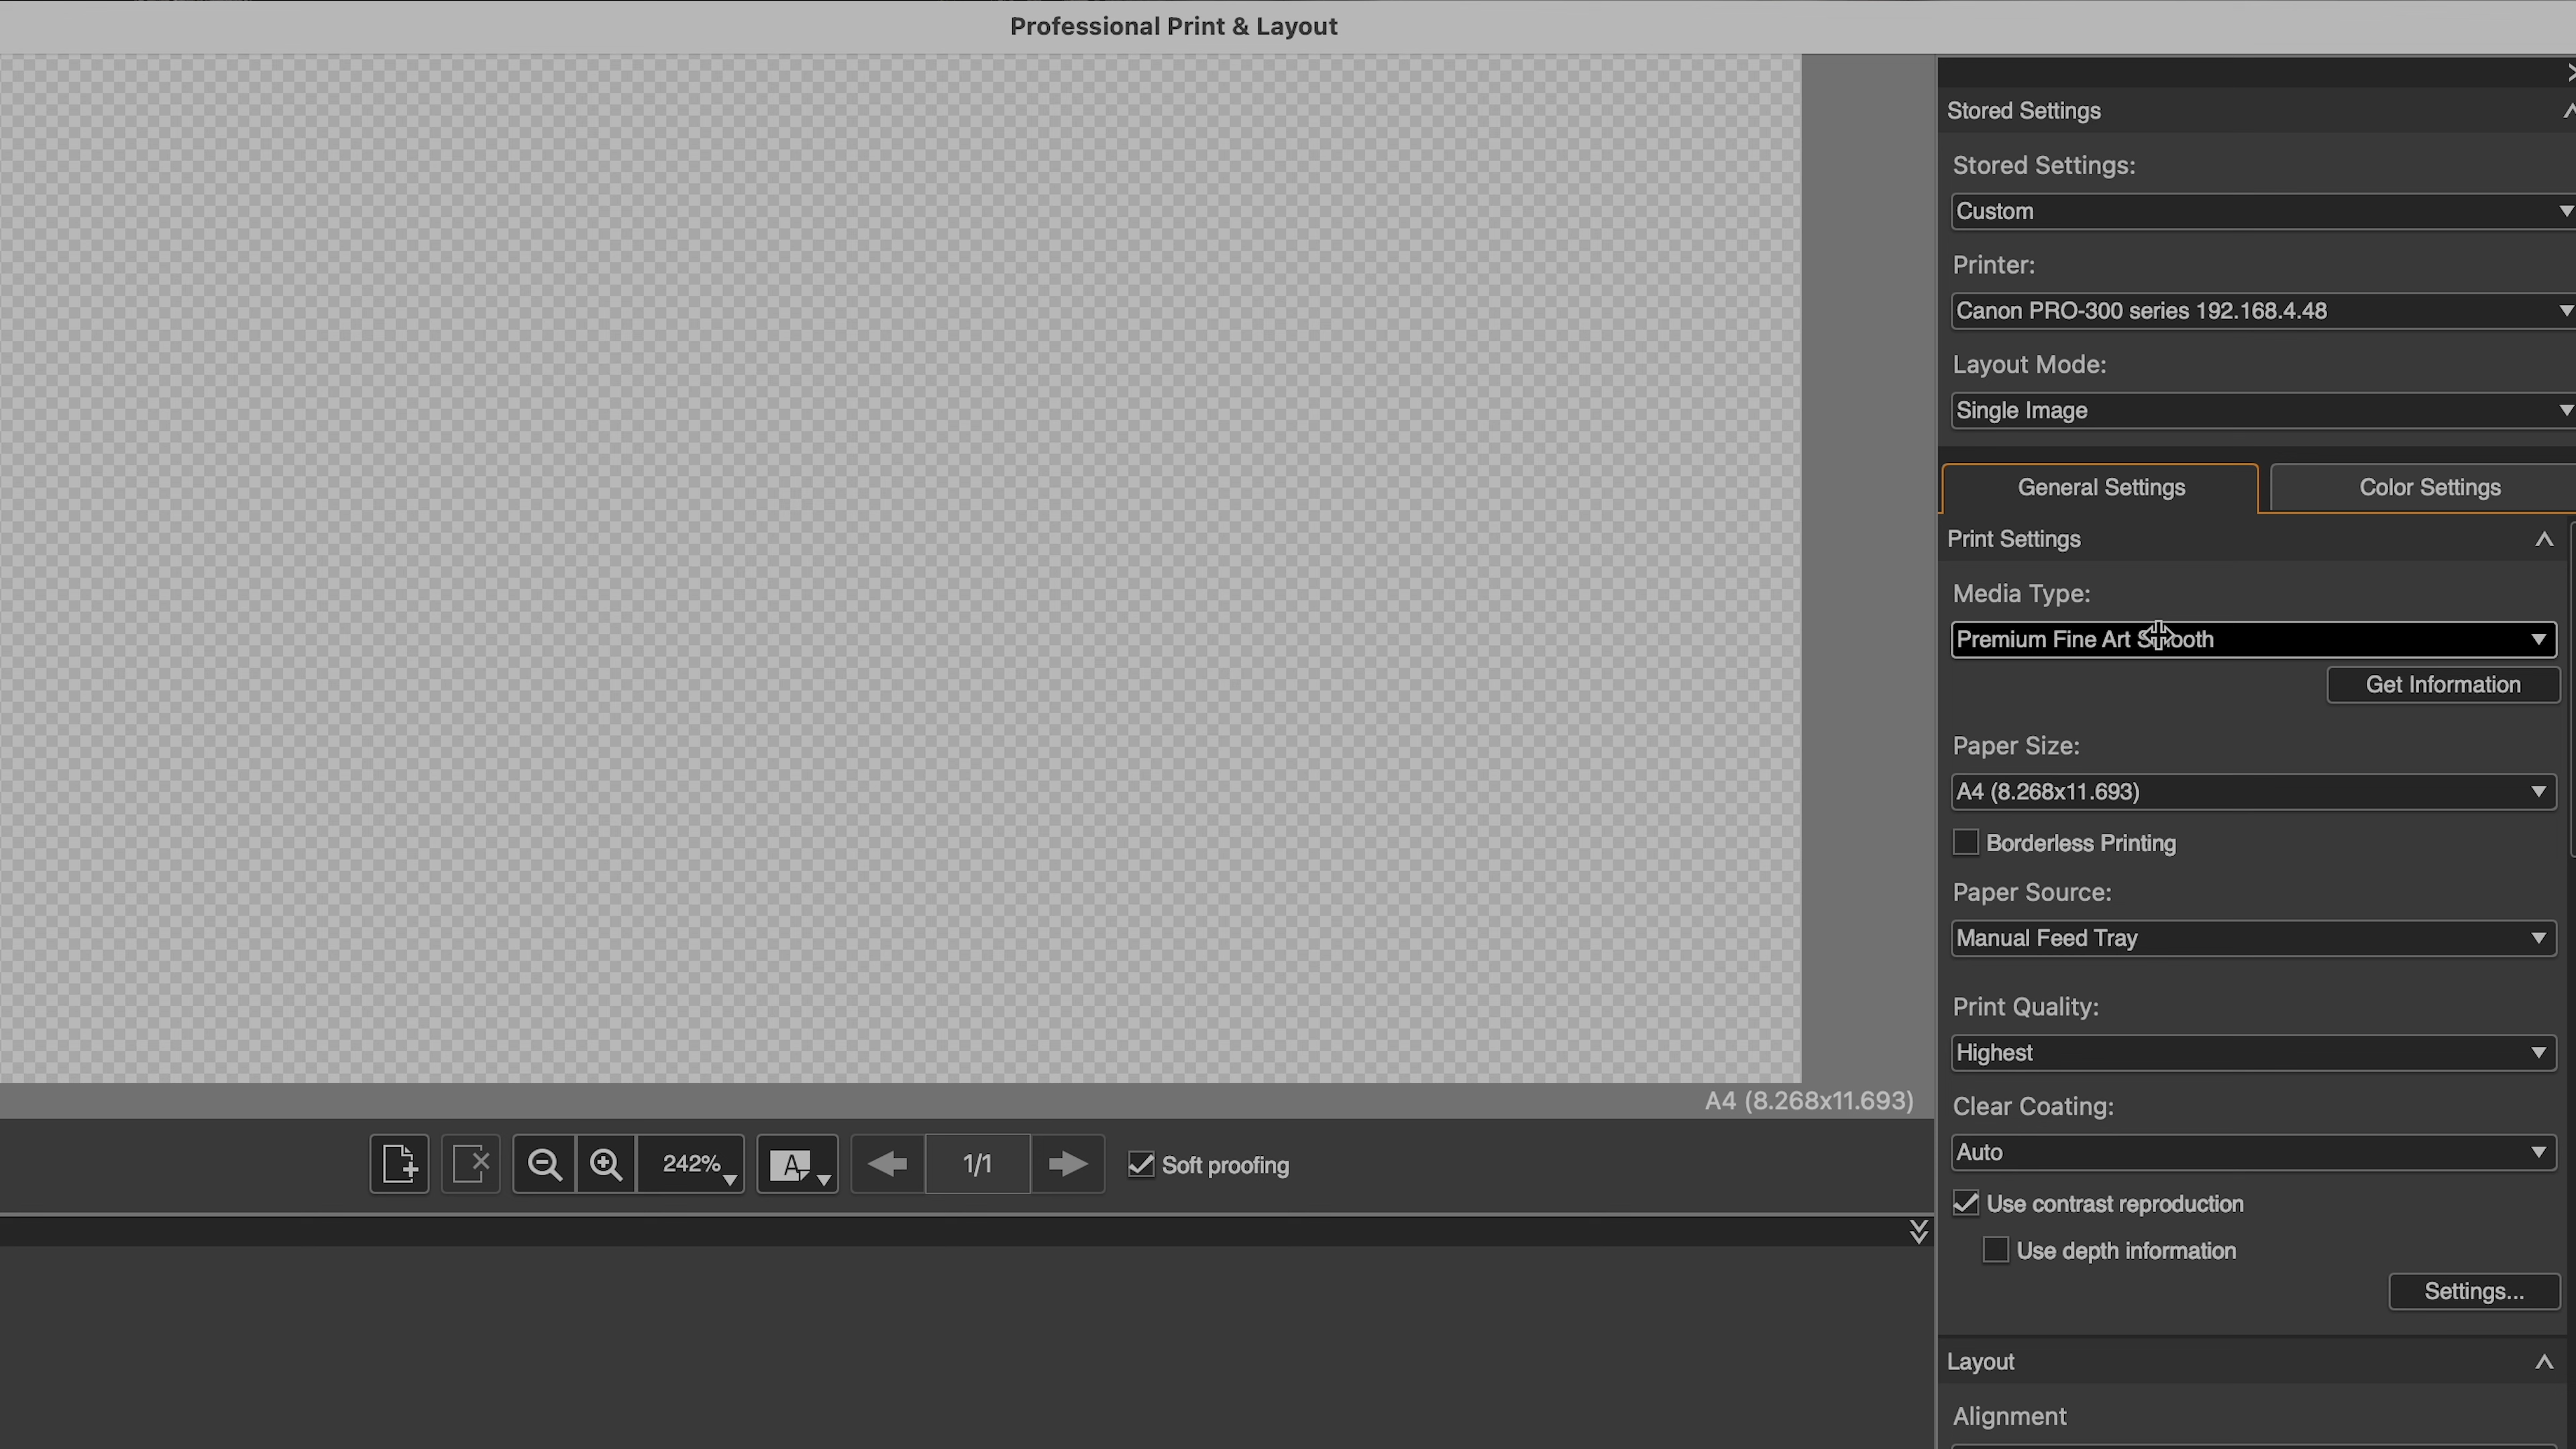 Professional Print & Layout
Stored Settings
Stored Settings:
Custom
Printer:
Canon PRO-300 series 192.168.4.48
Layout Mode:
Single Image
General Settings
Color Settings
Print Settings
Media Type:
Premium Fine Art Smooth
Get Information
Paper Size:
A4 (8.268x11.693)
Borderless Printing
Paper Source:
Manual Feed Tray
Print Quality:
Highest
Clear Coating:
Auto
Use contrast reproduction
Use depth information
Settings...
Layout
Alignment
A4 (8.268x11.693)
242%
A
1/1
Soft proofing